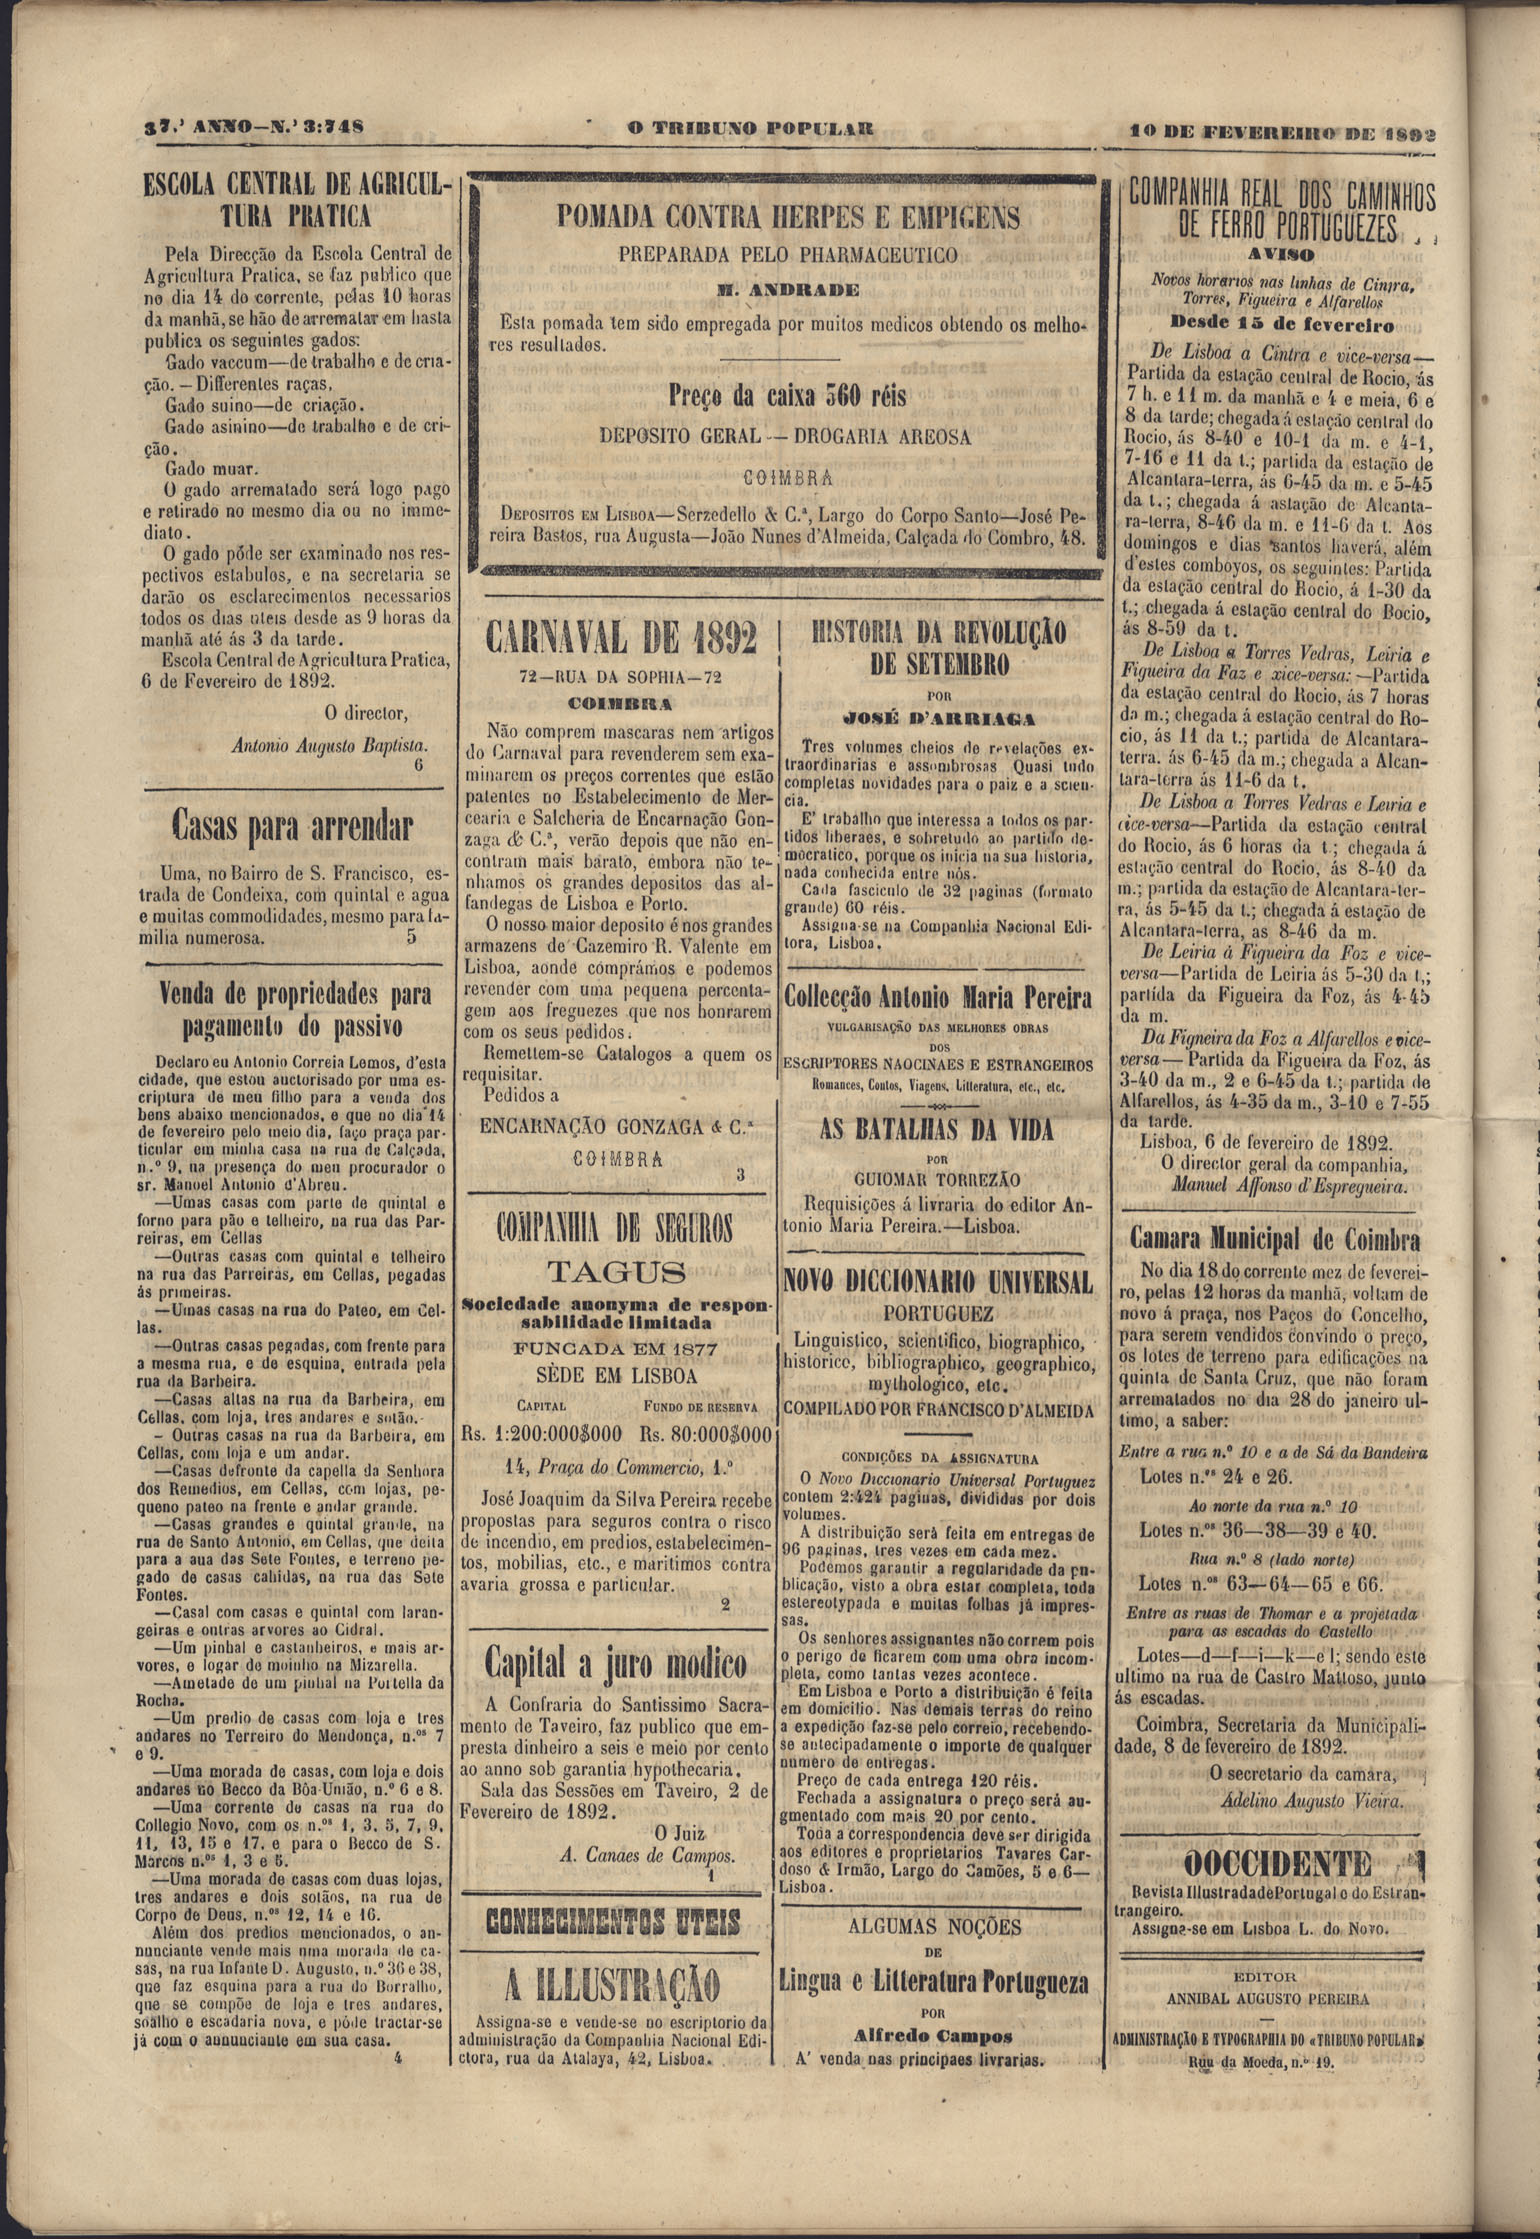 37.º ANNO—N.º 3:748
O TRIBUNO POPULAR
10 DE FEVEREIRO DE 1892
ESCOLA CENTRAL DE AGRICUL-
TURA PRATICA
Pela Direcção da Escola Central de
Agricultura Pratica, se faz publico que
no dia 14 do corrente, pelas 10 horas
da manhã, se hão de arrematar em hasta
publica os seguintes gados:
Gado vaccum—de trabalho e de cria-
ção.—Differentes raças,
Gado suino—de criação.
Gado asinino—de trabalho e de cri-
ção.
Gado muar.
O gado arrematado será logo pago
e retirado no mesmo dia ou no imme-
diato.
O gado póde ser examinado nos res-
pectivos estabulos, e na secretaria se
darão os esclarecimentos necessarios
todos os dias uteis desde as 9 horas da
manhã até ás 3 da tarde.
Escola Central de Agricultura Pratica,
6 de Fevereiro de 1892.
O director,
Antonio Augusto Baptista.
6
Casas para arrendar
Uma, no Bairro de S. Francisco, es-
trada de Condeixa, com quintal e agua
e muitas commodidades, mesmo para fa-
milia numerosa. 5
Venda de propriedades para
pagamento do passivo
Declaro eu Antonio Correia Lemos, d'esta
cidade, que estou auctorisado por uma es-
criptura de meu filho para a venda dos
bens abaixo mencionados, e que no dia 14
de fevereiro pelo meio dia, faço praça par-
ticular em minha casa na rua de Calçada,
n.º 9, na presença do meu procurador o
sr. Manoel Antonio d'Abreu.
—Umas casas com parte de quintal e
forno para pão e telheiro, na rua das Par-
reiras, em Cellas
—Outras casas com quintal e telheiro
na rua das Parreiras, em Cellas, pegadas
ás primeiras.
—Umas casas na rua do Pateo, em Cel-
las.
—Outras casas pegadas, com frente para
a mesma rua, e de esquina, entrada pela
rua da Barbeira.
—Casas altas na rua da Barbeira, em
Cellas, com loja, tres andares e sotão.
– Outras casas na rua da Barbeira, em
Cellas, com loja e um andar.
—Casas defronte da capella da Senhora
dos Remedios, em Cellas, com lojas, pe-
queno pateo na frente e andar grande.
—Casas grandes e quintal grande, na
rua de Santo Antonio, em Cellas, que deita
para a aua das Sete Fontes, e terreno pe-
gado de casas cahidas, na rua das Sete
Fontes.
—Casal com casas e quintal com laran-
geiras e outras arvores ao Cidral.
—Um pinhal e castanheiros, e mais ar-
vores, e logar de moinho na Mizarella.
—Ametade de um pinhal na Portella da
Rocha.
—Um predio de casas com loja e tres
andares no Terreiro do Mendonça, n.os 7
e 9.
—Uma morada de casas, com loja e dois
andares no Becco da Bôa-União, n.º 6 e 8.
—Uma corrente de casas na rua do
Collegio Novo, com os n.os 1, 3, 5, 7, 9,
11, 13, 15 e 17, e para o Becco de S.
Marcos n.os 1, 3 e 5.
—Uma morada de casas com duas lojas,
tres andares e dois sotãos, na rua de
Corpo de Deus, n.os 12, 14 e 16.
Além dos predios mencionados, o an-
nunciante vende mais uma morada de ca-
sas, na rua Infante D. Augusto, n.º 36 e 38,
que faz esquina para a rua do Borralho,
que se compõe de loja e tres andares,
soalho e escadaria nova, e póde tractar-se
já com o annunciante em sua casa.
4
POMADA CONTRA HERPES E EMPIGENS
PREPARADA PELO PHARMACEUTICO
M. ANDRADE
Esta pomada tem sido empregada por muitos medicos obtendo os melho-
res resultados.
Preço da caixa 360 réis
DEPOSITO GERAL — DROGARIA AREOSA
COIMBRA
DEPOSITOS EM LISBOA—Serzedello & C.ª, Largo do Corpo Santo—José Pe-
reira Bastos, rua Augusta—João Nunes d'Almeida, Calçada do Combro, 48.
CARNAVAL DE 1892
72—RUA DA SOPHIA—72
COIMBRA
Não comprem mascaras nem artigos
do Carnaval para revenderem sem exa-
minarem os preços correntes que estão
patentes no Estabelecimento de Mer-
cearia e Salcheria de Encarnação Gon-
zaga & C.ª, verão depois que não en-
contram mais barato, embora não te-
nhamos os grandes depositos das al-
fandegas de Lisboa e Porto.
O nosso maior deposito é nos grandes
armazens de Cazemiro R. Valente em
Lisboa, aonde comprámos e podemos
revender com uma pequena percenta-
gem aos freguezes que nos honrarem
com os seus pedidos.
Remettem-se Catalogos a quem os
requisitar.
Pedidos a
ENCARNAÇÃO GONZAGA & C.ª
COIMBRA
3
COMPANHIA DE SEGUROS
TAGUS
Sociedade anonyma de respon-
sabilidade limitada
FUNCADA EM 1877
SÈDE EM LISBOA
CAPITAL FUNDO DE RESERVA
Rs. 1:200:000$000 Rs. 80:000$000
14, Praça do Commercio, 1.º
José Joaquim da Silva Pereira recebe
propostas para seguros contra o risco
de incendio, em predios, estabelecimen-
tos, mobilias, etc., e maritimos contra
avaria grossa e particular.
2
Capital a juro modico
A Confraria do Santissimo Sacra-
mento de Taveiro, faz publico que em-
presta dinheiro a seis e meio por cento
ao anno sob garantia hypothecaria.
Sala das Sessões em Taveiro, 2 de
Fevereiro de 1892.
O Juiz
A. Canaes de Campos.
1
CONHECIMENTOS UTEIS
A ILLUSTRAÇÃO
Assigna-se e vende-se no escriptorio da
administração da Companhia Nacional Edi-
ctora, rua da Atalaya, 42, Lisboa.
HISTORIA DA REVOLUÇÃO
DE SETEMBRO
POR
JOSÉ D'ARRIAGA
Tres volumes cheios de revelações ex-
traordinarias e assombrosas Quasi tudo
completas novidades para o paiz e a scien-
cia.
E' trabalho que interessa a todos os par-
tidos liberaes, e sobretudo ao partido de-
mocratico, porque os inicia na sua historia,
nada conhecida entre nós.
Cada fasciculo de 32 paginas (formato
grande) 60 réis.
Assigna-se na Companhia Nacional Edi-
tora, Lisboa.
Collecção Antonio Maria Pereira
VULGARISAÇÃO DAS MELHORES OBRAS
DOS
ESCRIPTORES NAOCINAES E ESTRANGEIROS
Romances, Contos, Viagens, Litteratura, etc., etc.
AS BATALHAS DA VIDA
POR
GUIOMAR TORREZÃO
Requisições á livraria do editor An-
tonio Maria Pereira.—Lisboa.
NOVO DICCIONARIO UNIVERSAL
PORTUGUEZ
Linguistico, scientifico, biographico,
historico, bibliographico, geographico,
mythologico, etc.
COMPILADO POR FRANCISCO D'ALMEIDA
CONDIÇÕES DA ASSIGNATURA
O Novo Diccionario Universal Portuguez
contem 2:424 paginas, divididas por dois
volumes.
A distribuição será feita em entregas de
96 paginas, tres vezes em cada mez.
Podemos garantir a regularidade da pu-
blicação, visto a obra estar completa, toda
estereotypada e muitas folhas já impres-
sas.
Os senhores assignantes não correm pois
o perigo de ficarem com uma obra incom-
pleta, como tantas vezes acontece.
Em Lisboa e Porto a distribuição é feita
em domicilio. Nas demais terras do reino
a expedição faz-se pelo correio, recebendo-
se antecipadamente o importe de qualquer
numero de entregas.
Preço de cada entrega 120 réis.
Fechada a assignatura o preço será au-
gmentado com mais 20 por cento.
Toda a correspondencia deve ser dirigida
aos editores e proprietarios Tavares Car-
doso & Irmão, Largo do Camões, 5 e 6—
Lisboa.
ALGUMAS NOÇÕES
DE
Lingua e Litteratura Portugueza
POR
Alfredo Campos
A' venda nas principaes livrarias.
COMPANHIA REAL DOS CAMINHOS
DE FERRO PORTUGUEZES
AVISO
Novos horarios nas linhas de Cintra,
Torres, Figueira e Alfarellos
Desde 15 de fevereiro
De Lisboa a Cintra e vice-versa—
Partida da estação central de Rocio, ás
7 h. e 11 m. da manhã e 4 e meia, 6 e
8 da tarde; chegada á estação central do
Rocio, ás 8-40 e 10-1 da m. e 4-1,
7-16 e 11 da t.; partida da estação de
Alcantara-terra, ás 6-45 da m. e 5-45
da t.; chegada á astação de Alcanta-
ra-terra, 8-46 da m. e 11-6 da t. Aos
domingos e dias santos haverá, além
d'estes comboyos, os seguintes: Partida
da estação central do Rocio, á 1-30 da
t.; chegada á estação central do Bocio,
ás 8-59 da t.
De Lisboa a Torres Vedras, Leiria e
Figueira da Faz e xice-versa:—Partida
da estação central do Rocio, ás 7 horas
da m.; chegada á estação central do Ro-
cio, ás 11 da t.; partida de Alcantara-
terra. ás 6-45 da m.; chegada a Alcan-
tara-terra ás 11-6 da t.
De Lisboa a Torres Vedras e Leiria e
vice-versa—Partida da estação central
do Rocio, ás 6 horas da t.; chegada á
estação central do Rocio, ás 8-40 da
m.; partida da estação de Alcantara-ter-
ra, ás 5-45 da t.; chegada á estação de
Alcantara-terra, as 8-46 da m.
De Leiria á Figueira da Foz e vice-
versa—Partida de Leiria ás 5-30 da t,;
partida da Figueira da Foz, ás 4-45
da m.
Da Figneira da Foz a Alfarellos e vice-
versa— Partida da Figueira da Foz, ás
3-40 da m., 2 e 6-45 da t.; partida de
Alfarellos, ás 4-35 da m., 3-10 e 7-55
da tarde.
Lisboa, 6 de fevereiro de 1892.
O director geral da companhia,
Manuel Affonso d'Espregueira.
Camara Municipal de Coimbra
No dia 18 do corrente mez de feverei-
ro, pelas 12 horas da manhã, voltam de
novo á praça, nos Paços do Concelho,
para serem vendidos convindo o preço,
os lotes de terreno para edificações na
quinta de Santa Cruz, que não foram
arrematados no dia 28 do janeiro ul-
timo, a saber:
Entre a rua n.º 10 e a de Sá da Bandeira
Lotes n.os 24 e 26.
Ao norte da rua n.º 10
Lotes n.os 36—38—39 e 40.
Rua n.º 8 (lado norte)
Lotes n.os 63—64—65 e 66.
Entre as ruas de Thomar e a projetada
para as escadas do Castello
Lotes—d—f—i—k—e l; sendo este
ultimo na rua de Castro Mattoso, junto
ás escadas.
Coimbra, Secretaria da Municipali-
dade, 8 de fevereiro de 1892.
O secretario da camara,
Adelino Augusto Vieira.
OOCCIDENTE
Revista Illustrada de Portugal e do Estran-
trangeiro.
Assigna-se em Lisboa L. do Novo.
EDITOR
ANNIBAL AUGUSTO PEREIRA
ADMINISTRAÇÃO E TYPOGRAPHIA DO «TRIBUNO POPULAR»
Rua da Moeda, n.º 19.